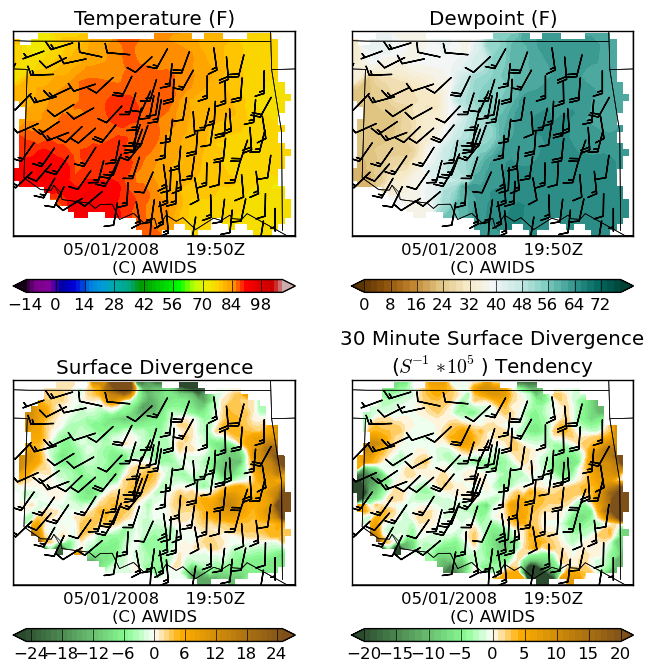 Temperature (F)
Dewpoint (F)
05/01/2008 19:50Z
(C) AWIDS
05/01/2008 19:50Z
(C) AWIDS
−14 0 14 28 42 56 70 84 98
0 8 16 24 32 40 48 56 64 72
Surface Divergence
30 Minute Surface Divergence
(S⁻¹ *10⁵ ) Tendency
05/01/2008 19:50Z
(C) AWIDS
05/01/2008 19:50Z
(C) AWIDS
−24 −18 −12 −6 0 6 12 18 24
−20 −15 −10 −5 0 5 10 15 20